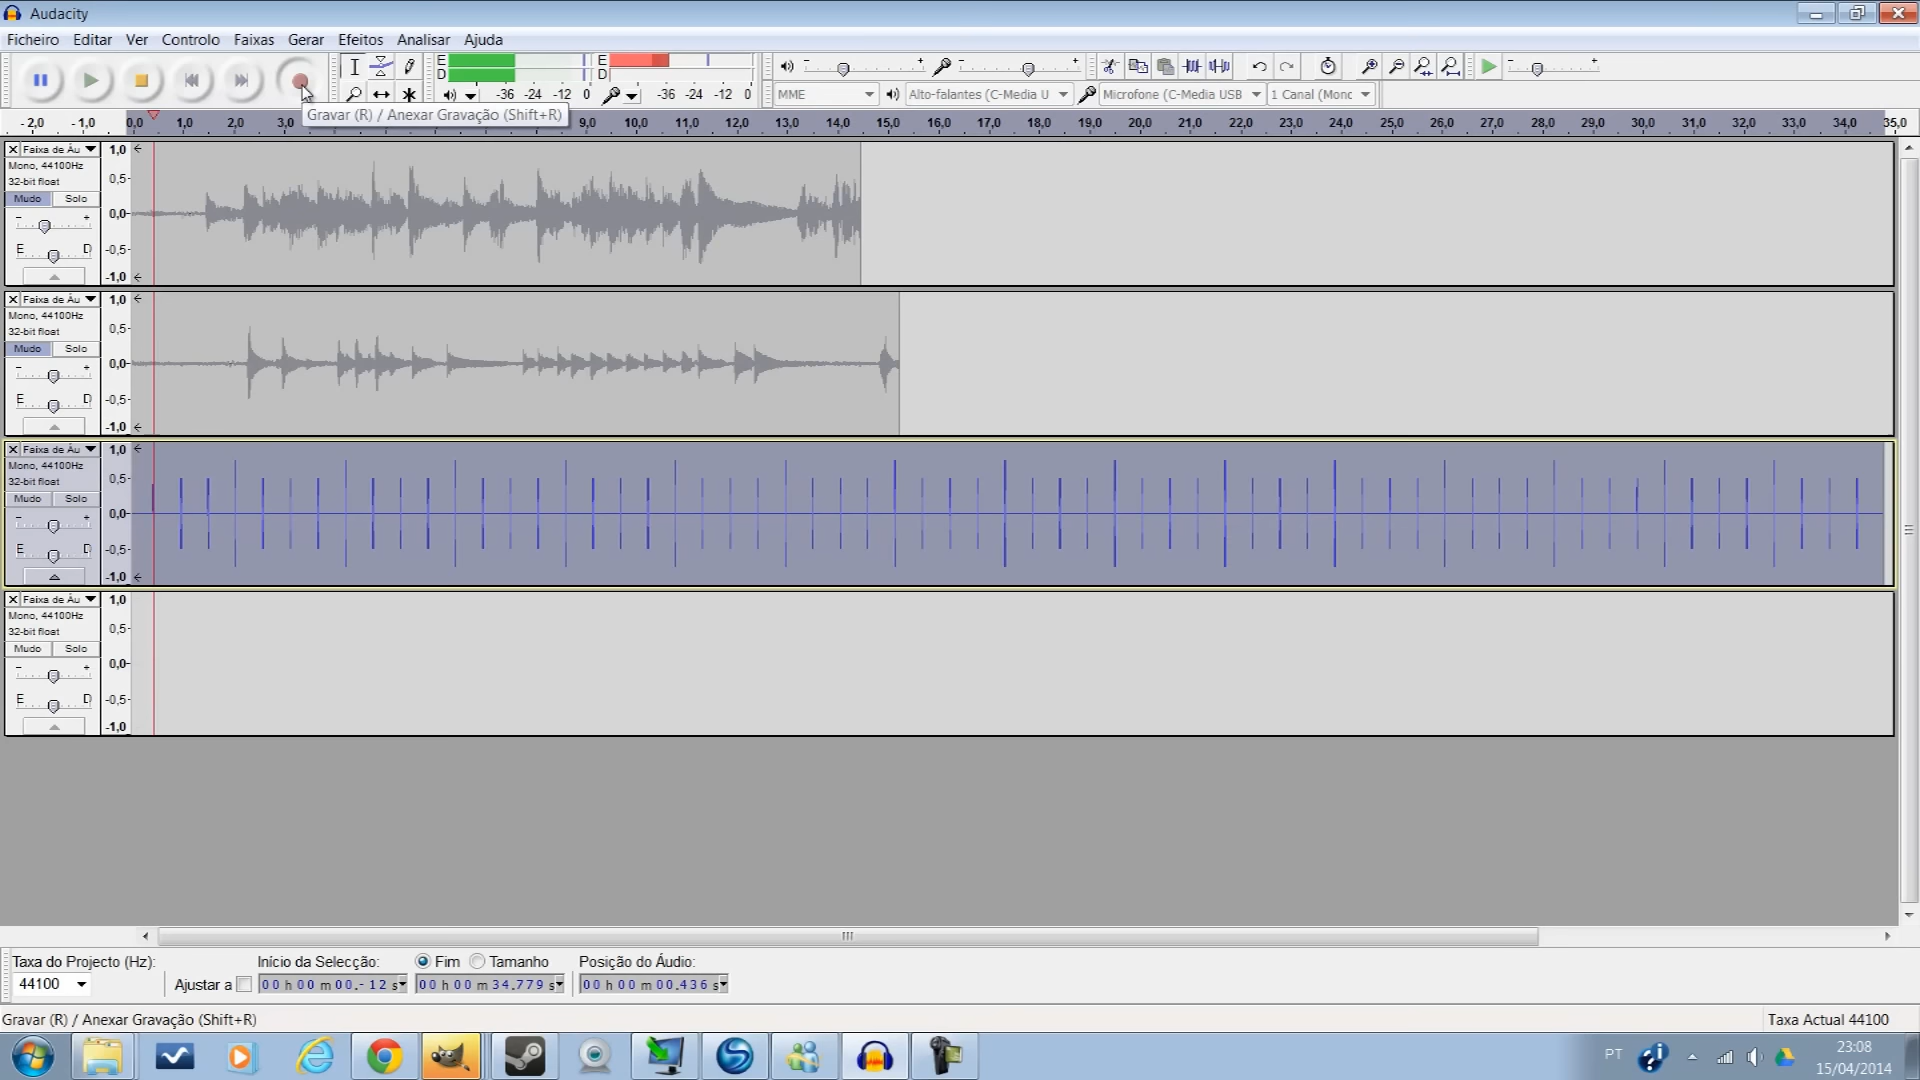 Audacity
Ficheiro Editar Ver Controlo Faixas Gerar Efeitos Analisar Ajuda
E E
D D
-36 -24 -12 0 -36 -24 -12 0 MME Alto-falantes (C-Media U Microfone (C-Media USB 1 Canal (Monc
Gravar (R) / Anexar Gravação (Shift+R)
- 2,0 - 1,0 0,0 1,0 2,0 3,0 9,0 10,0 11,0 12,0 13,0 14,0 15,0 16,0 17,0 18,0 19,0 20,0 21,0 22,0 23,0 24,0 25,0 26,0 27,0 28,0 29,0 30,0 31,0 32,0 33,0 34,0 35,0
X Faixa de Áu 1,0
Mono, 44100Hz
32-bit float 0,5
Mudo Solo
- + 0,0
E D -0,5
-1,0
X Faixa de Áu 1,0
Mono, 44100Hz
32-bit float 0,5
Mudo Solo
- + 0,0
E D -0,5
-1,0
X Faixa de Áu 1,0
Mono, 44100Hz
32-bit float 0,5
Mudo Solo
- + 0,0
E D -0,5
-1,0
X Faixa de Áu 1,0
Mono, 44100Hz
32-bit float 0,5
Mudo Solo
- + 0,0
E D -0,5
-1,0
Taxa do Projecto (Hz): Início da Selecção: Fim Tamanho Posição do Áudio:
44100 Ajustar a 00 h 00 m 00.-12 s 00 h 00 m 34.779 s 00 h 00 m 00.436 s
Gravar (R) / Anexar Gravação (Shift+R) Taxa Actual 44100
PT 23:08
15/04/2014